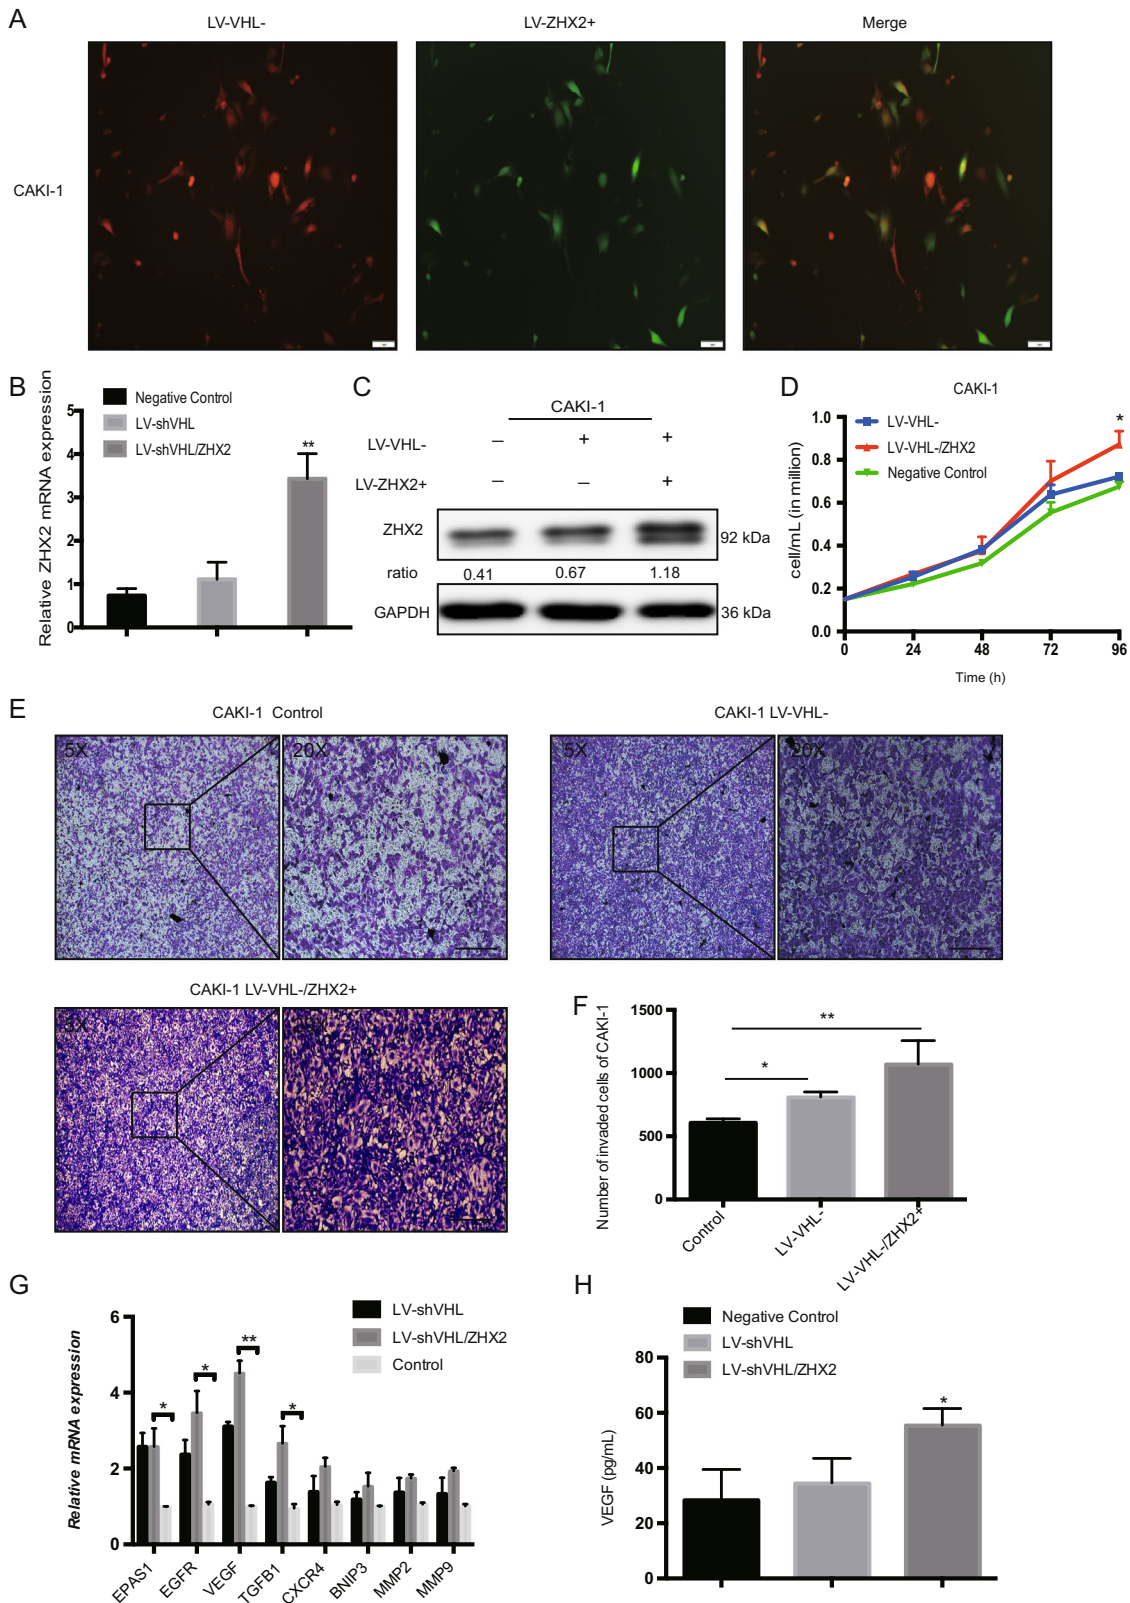 A
LV-VHL-
LV-ZHX2+
Merge
CAKI-1
B
Relative ZHX2 mRNA expression
Negative Control
LV-shVHL
LV-shVHL/ZHX2
5
4
3
2
1
0
**
C
CAKI-1
LV-VHL-
– + +
LV-ZHX2+
– – +
ZHX2
92 kDa
ratio
0.41 0.67 1.18
GAPDH
36 kDa
D
CAKI-1
LV-VHL-
LV-VHL-/ZHX2
Negative Control
*
cell/mL (in million)
1.0
0.8
0.6
0.4
0.2
0.0
0 24 48 72 96
Time (h)
E
CAKI-1 Control
5X
20X
CAKI-1 LV-VHL-
5X
20X
CAKI-1 LV-VHL-/ZHX2+
5X
F
Number of invaded cells of CAKI-1
1500
1000
500
0
**
*
Control
LV-VHL-
LV-VHL-/ZHX2+
G
LV-shVHL
LV-shVHL/ZHX2
Control
Relative mRNA expression
6
4
2
0
* * ** *
EPAS1 EGFR VEGF TGFB1 CXCR4 BNIP3 MMP2 MMP9
H
Negative Control
LV-shVHL
LV-shVHL/ZHX2
VEGF (pg/mL)
80
60
40
20
0
*